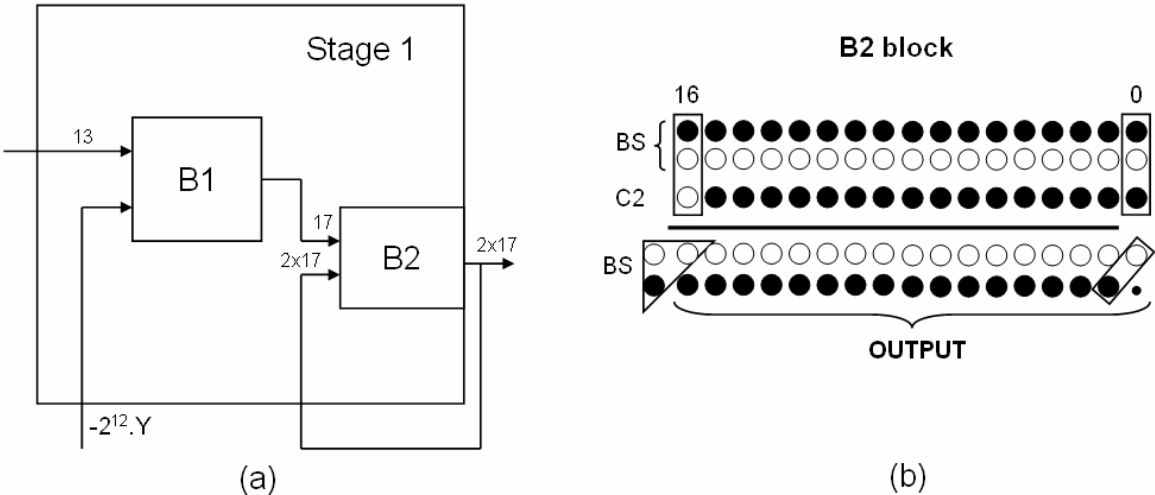 Stage 1
13
B1
17
2x17
B2
2x17
-2¹².Y
(a)
B2 block
16 0
BS
C2
BS
OUTPUT
(b)